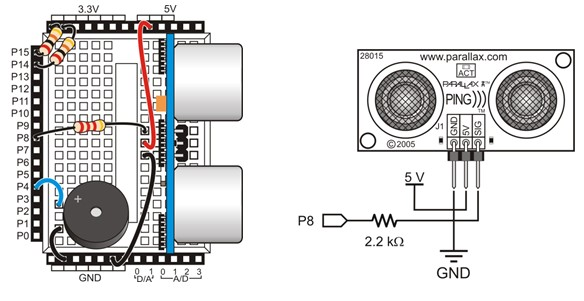 3.3V 5V
P15
P14
P13
P12
P11
P10
P9
P8
P7
P6
P5
P4
P3
P2
P1
P0
+
GND
0 1 0 1 2 3
D/A A/D
28015 www.parallax.com
ACT
PARALLAX
PING)))™
J1
GND
5V
SIG
©2005
5 V
P8
2.2 kΩ
GND